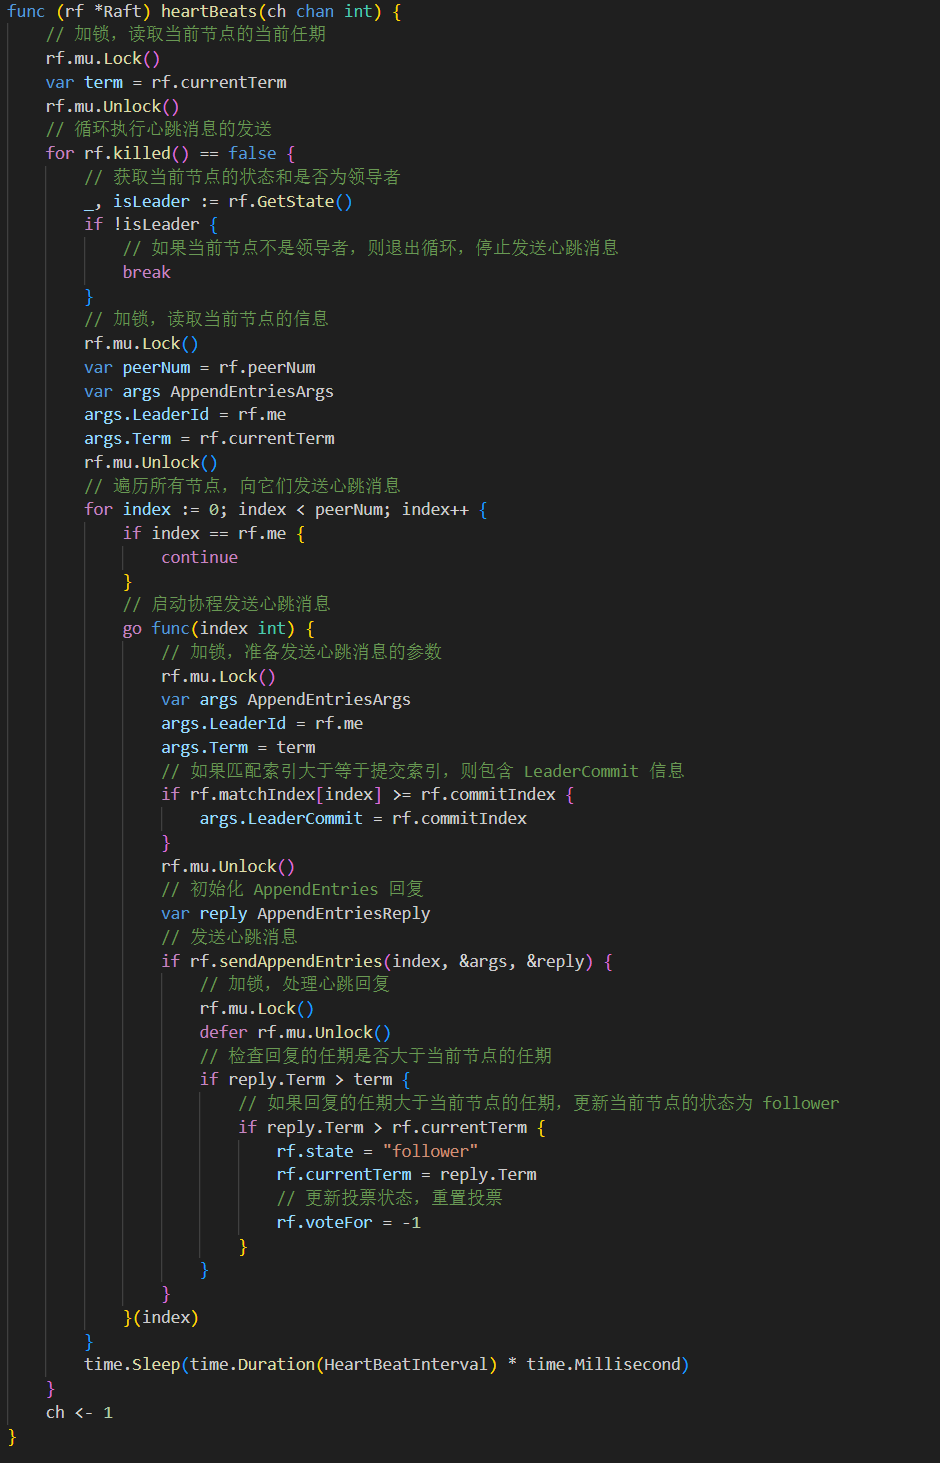 func (rf *Raft) heartBeats(ch chan int) {
    // 加锁，读取当前节点的当前任期
    rf.mu.Lock()
    var term = rf.currentTerm
    rf.mu.Unlock()
    // 循环执行心跳消息的发送
    for rf.killed() == false {
        // 获取当前节点的状态和是否为领导者
        _, isLeader := rf.GetState()
        if !isLeader {
            // 如果当前节点不是领导者，则退出循环，停止发送心跳消息
            break
        }
        // 加锁，读取当前节点的信息
        rf.mu.Lock()
        var peerNum = rf.peerNum
        var args AppendEntriesArgs
        args.LeaderId = rf.me
        args.Term = rf.currentTerm
        rf.mu.Unlock()
        // 遍历所有节点，向它们发送心跳消息
        for index := 0; index < peerNum; index++ {
            if index == rf.me {
                continue
            }
            // 启动协程发送心跳消息
            go func(index int) {
                // 加锁，准备发送心跳消息的参数
                rf.mu.Lock()
                var args AppendEntriesArgs
                args.LeaderId = rf.me
                args.Term = term
                // 如果匹配索引大于等于提交索引，则包含 LeaderCommit 信息
                if rf.matchIndex[index] >= rf.commitIndex {
                    args.LeaderCommit = rf.commitIndex
                }
                rf.mu.Unlock()
                // 初始化 AppendEntries 回复
                var reply AppendEntriesReply
                // 发送心跳消息
                if rf.sendAppendEntries(index, &args, &reply) {
                    // 加锁，处理心跳回复
                    rf.mu.Lock()
                    defer rf.mu.Unlock()
                    // 检查回复的任期是否大于当前节点的任期
                    if reply.Term > term {
                        // 如果回复的任期大于当前节点的任期，更新当前节点的状态为 follower
                        if reply.Term > rf.currentTerm {
                            rf.state = "follower"
                            rf.currentTerm = reply.Term
                            // 更新投票状态，重置投票
                            rf.voteFor = -1
                        }
                    }
                }
            }(index)
        }
        time.Sleep(time.Duration(HeartBeatInterval) * time.Millisecond)
    }
    ch <- 1
}